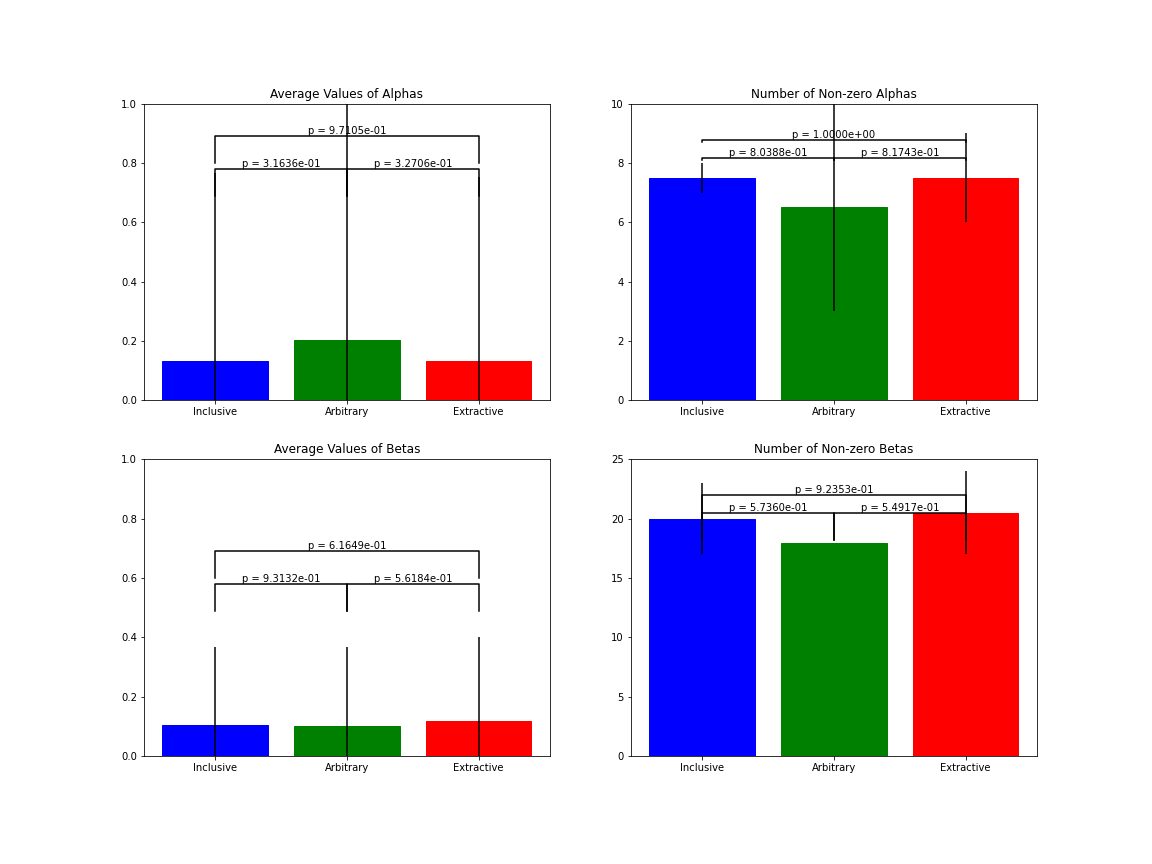 Average Values of Alphas
1.0
0.8
0.6
0.4
0.2
0.0
p = 9.7105e-01
p = 3.1636e-01
p = 3.2706e-01
Inclusive
Arbitrary
Extractive
Number of Non-zero Alphas
10
8
6
4
2
0
p = 1.0000e+00
p = 8.0388e-01
p = 8.1743e-01
Inclusive
Arbitrary
Extractive
Average Values of Betas
1.0
0.8
0.6
0.4
0.2
0.0
p = 6.1649e-01
p = 9.3132e-01
p = 5.6184e-01
Inclusive
Arbitrary
Extractive
Number of Non-zero Betas
25
20
15
10
5
0
p = 9.2353e-01
p = 5.7360e-01
p = 5.4917e-01
Inclusive
Arbitrary
Extractive